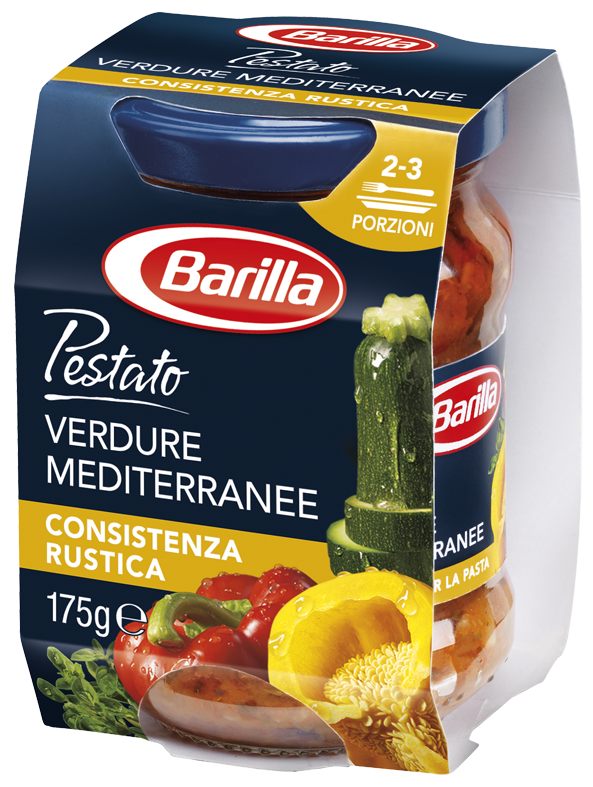 Barilla
Pestato
VERDURE MEDITERRANEE
CONSISTENZA RUSTICA
2-3
PORZIONI
Barilla
Pestato
VERDURE
MEDITERRANEE
CONSISTENZA
RUSTICA
175g e
Barilla
RANEE
R LA PASTA